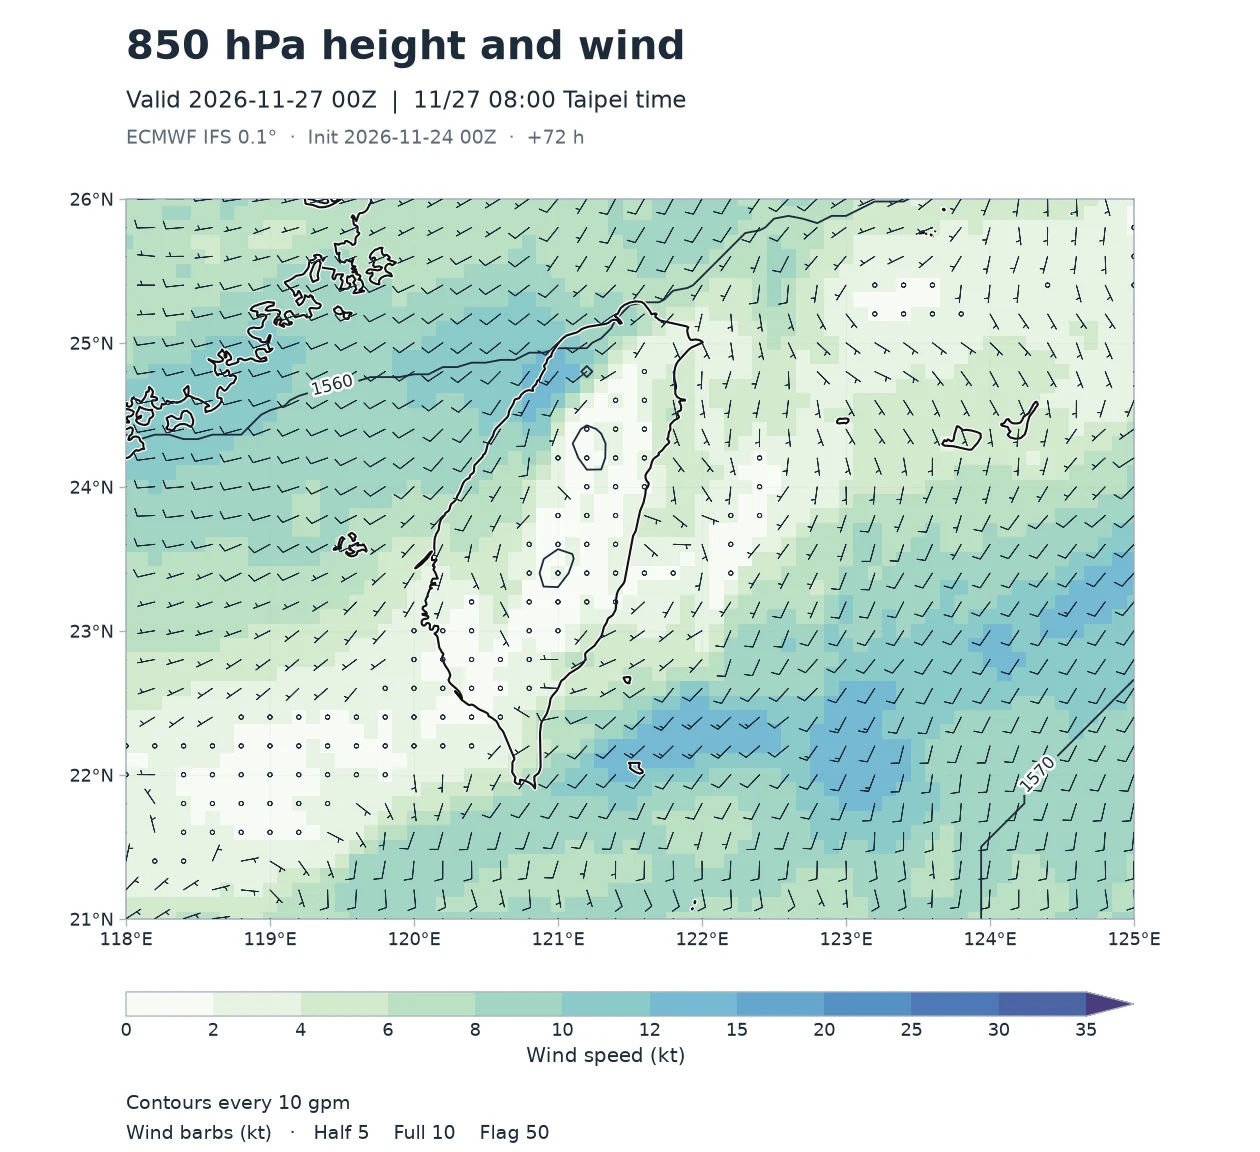 850 hPa height and wind
Valid 2026-11-27 00Z | 11/27 08:00 Taipei time
ECMWF IFS 0.1° · Init 2026-11-24 00Z · +72 h
26°N
25°N
1560
24°N
23°N
22°N
1570
21°N
118°E 119°E 120°E 121°E 122°E 123°E 124°E 125°E
0 2 4 6 8 10 12 15 20 25 30 35
Wind speed (kt)
Contours every 10 gpm
Wind barbs (kt) · Half 5 Full 10 Flag 50